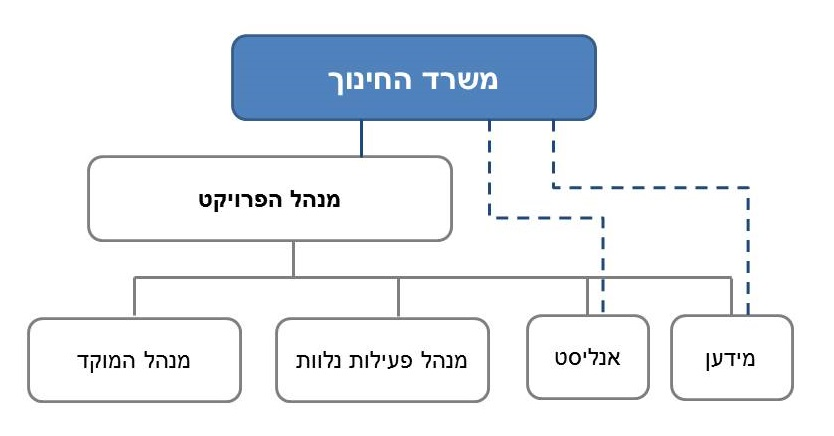 משרד החינוך
מנהל הפרויקט
מידען
אנליסט
מנהל פעילות נלוות
מנהל המוקד